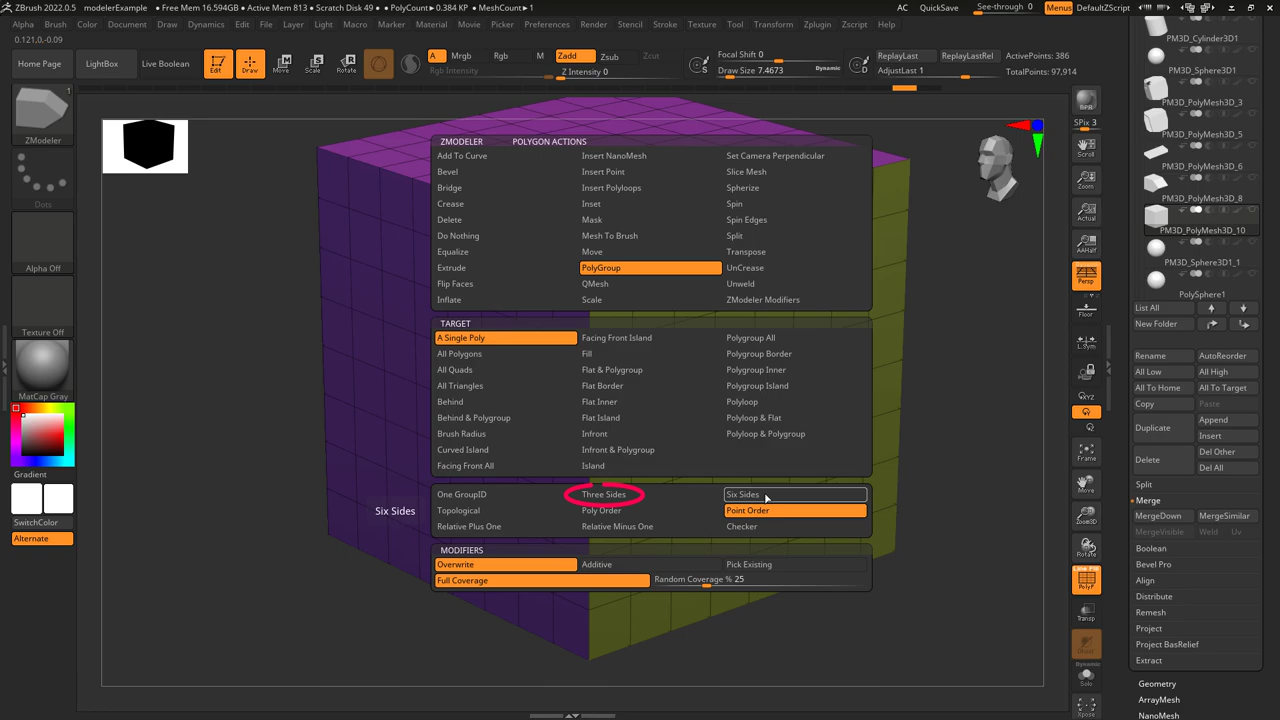 ZBrush 2022.0.5 modelerExample • Free Mem 16.594GB • Active Mem 813 • Scratch Disk 49 • PolyCount▸0.384 KP • MeshCount▸1 AC QuickSave See-through 0 Menus DefaultZScript
Alpha Brush Color Document Draw Dynamics Edit File Layer Light Macro Marker Material Movie Picker Preferences Render Stencil Stroke Texture Tool Transform Zplugin Zscript Help
0.121,0,-0.09
Home Page LightBox Live Boolean Edit Draw Move Scale Rotate A Mrgb Rgb M Zadd Zsub Zcut Focal Shift 0 ReplayLast ReplayLastRel ActivePoints: 386
Rgb Intensity Z Intensity 0 S Draw Size 7.4673 Dynamic D AdjustLast 1 TotalPoints: 97,914
1
ZModeler
Dots
Alpha Off
Texture Off
MatCap Gray
Gradient
SwitchColor
Alternate
ZMODELER POLYGON ACTIONS
Add To Curve Insert NanoMesh Set Camera Perpendicular
Bevel Insert Point Slice Mesh
Bridge Insert Polyloops Spherize
Crease Inset Spin
Delete Mask Spin Edges
Do Nothing Mesh To Brush Split
Equalize Move Transpose
Extrude PolyGroup UnCrease
Flip Faces QMesh Unweld
Inflate Scale ZModeler Modifiers
TARGET
A Single Poly Facing Front Island Polygroup All
All Polygons Fill Polygroup Border
All Quads Flat & Polygroup Polygroup Inner
All Triangles Flat Border Polygroup Island
Behind Flat Inner Polyloop
Behind & Polygroup Flat Island Polyloop & Flat
Brush Radius Infront Polyloop & Polygroup
Curved Island Infront & Polygroup
Facing Front All Island
One GroupID Three Sides Six Sides
Topological Poly Order Point Order
Relative Plus One Relative Minus One Checker
Six Sides
MODIFIERS
Overwrite Additive Pick Existing
Full Coverage Random Coverage % 25
BPR
SPix 3
Scroll
Zoom
Actual
AAHalf
Persp
Floor
L.Sym
XYZ
Frame
Move
Zoom3D
Rotate
Line Fill
PolyF
Transp
Ghost
Dynamic
Solo
Xpose
PM3D_Cylinder3D1
PM3D_Sphere3D1
PM3D_PolyMesh3D_3
PM3D_PolyMesh3D_5
PM3D_PolyMesh3D_6
PM3D_PolyMesh3D_8
PM3D_PolyMesh3D_10
PM3D_Sphere3D1_1
PolySphere1
List All
New Folder
Rename AutoReorder
All Low All High
All To Home All To Target
Copy Paste
Duplicate Append
Insert
Delete Del Other
Del All
Split
Merge
MergeDown MergeSimilar
MergeVisible Weld Uv
Boolean
Bevel Pro
Align
Distribute
Remesh
Project
Project BasRelief
Extract
Geometry
ArrayMesh
NanoMesh